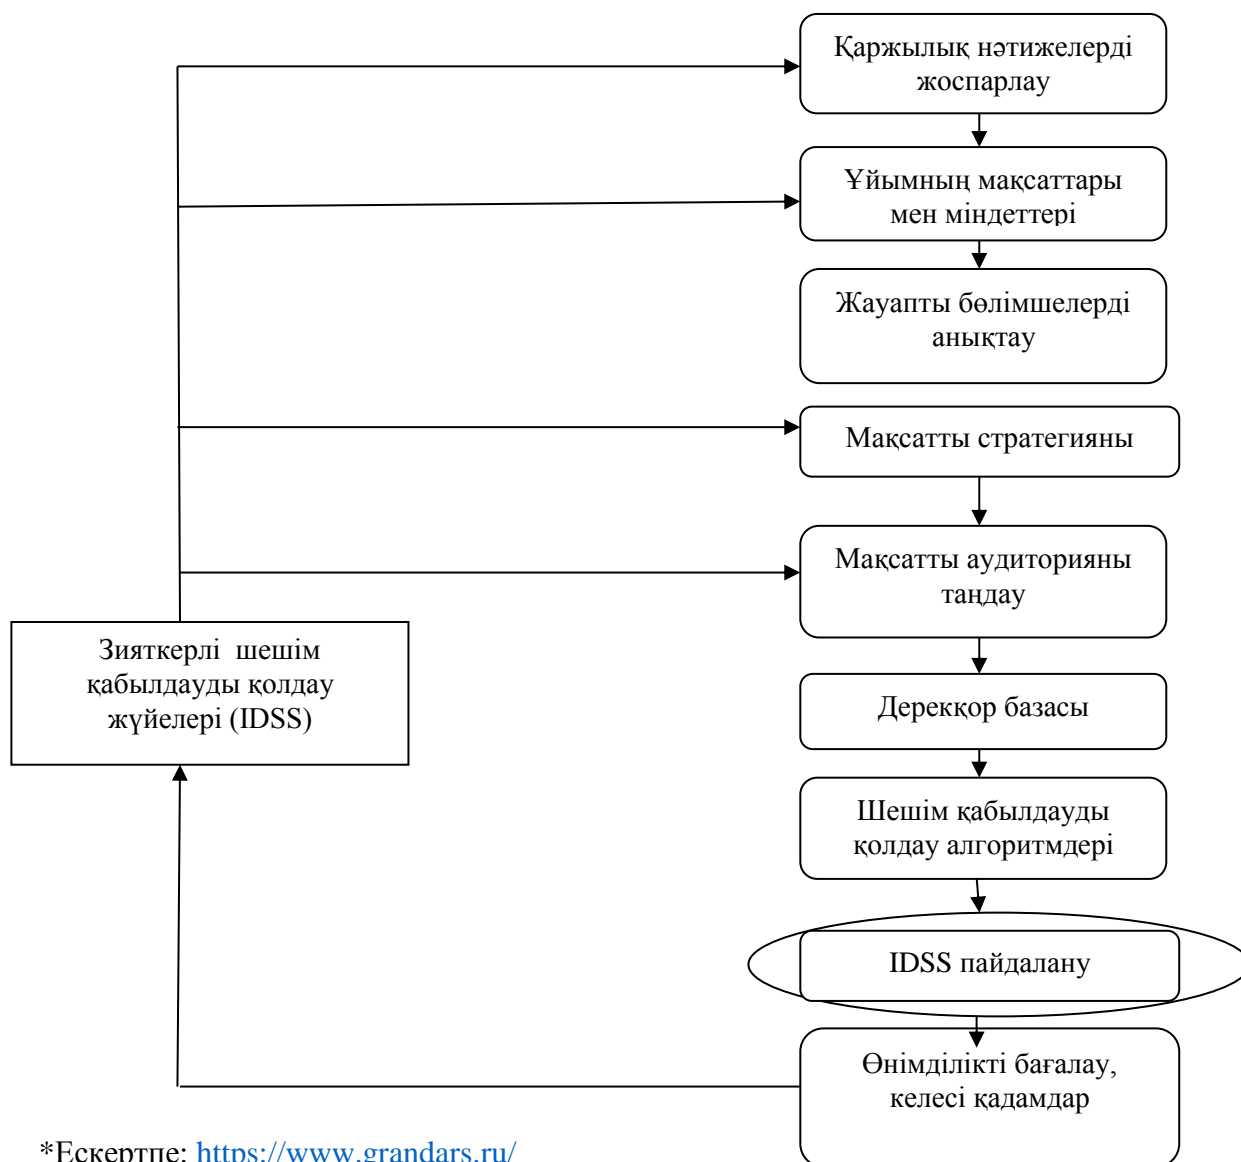 Қаржылық нәтижелерді
жоспарлау
Ұйымның мақсаттары
мен міндеттері
Жауапты бөлімшелерді
анықтау
Мақсатты стратегияны
Мақсатты аудиторияны
таңдау
Зияткерлі шешім
қабылдауды қолдау
жүйелері (IDSS)
Дерекқор базасы
Шешім қабылдауды
қолдау алгоритмдері
IDSS пайдалану
Өнімділікті бағалау,
келесі қадамдар
*Ескертпе: https://www.grandars.ru/